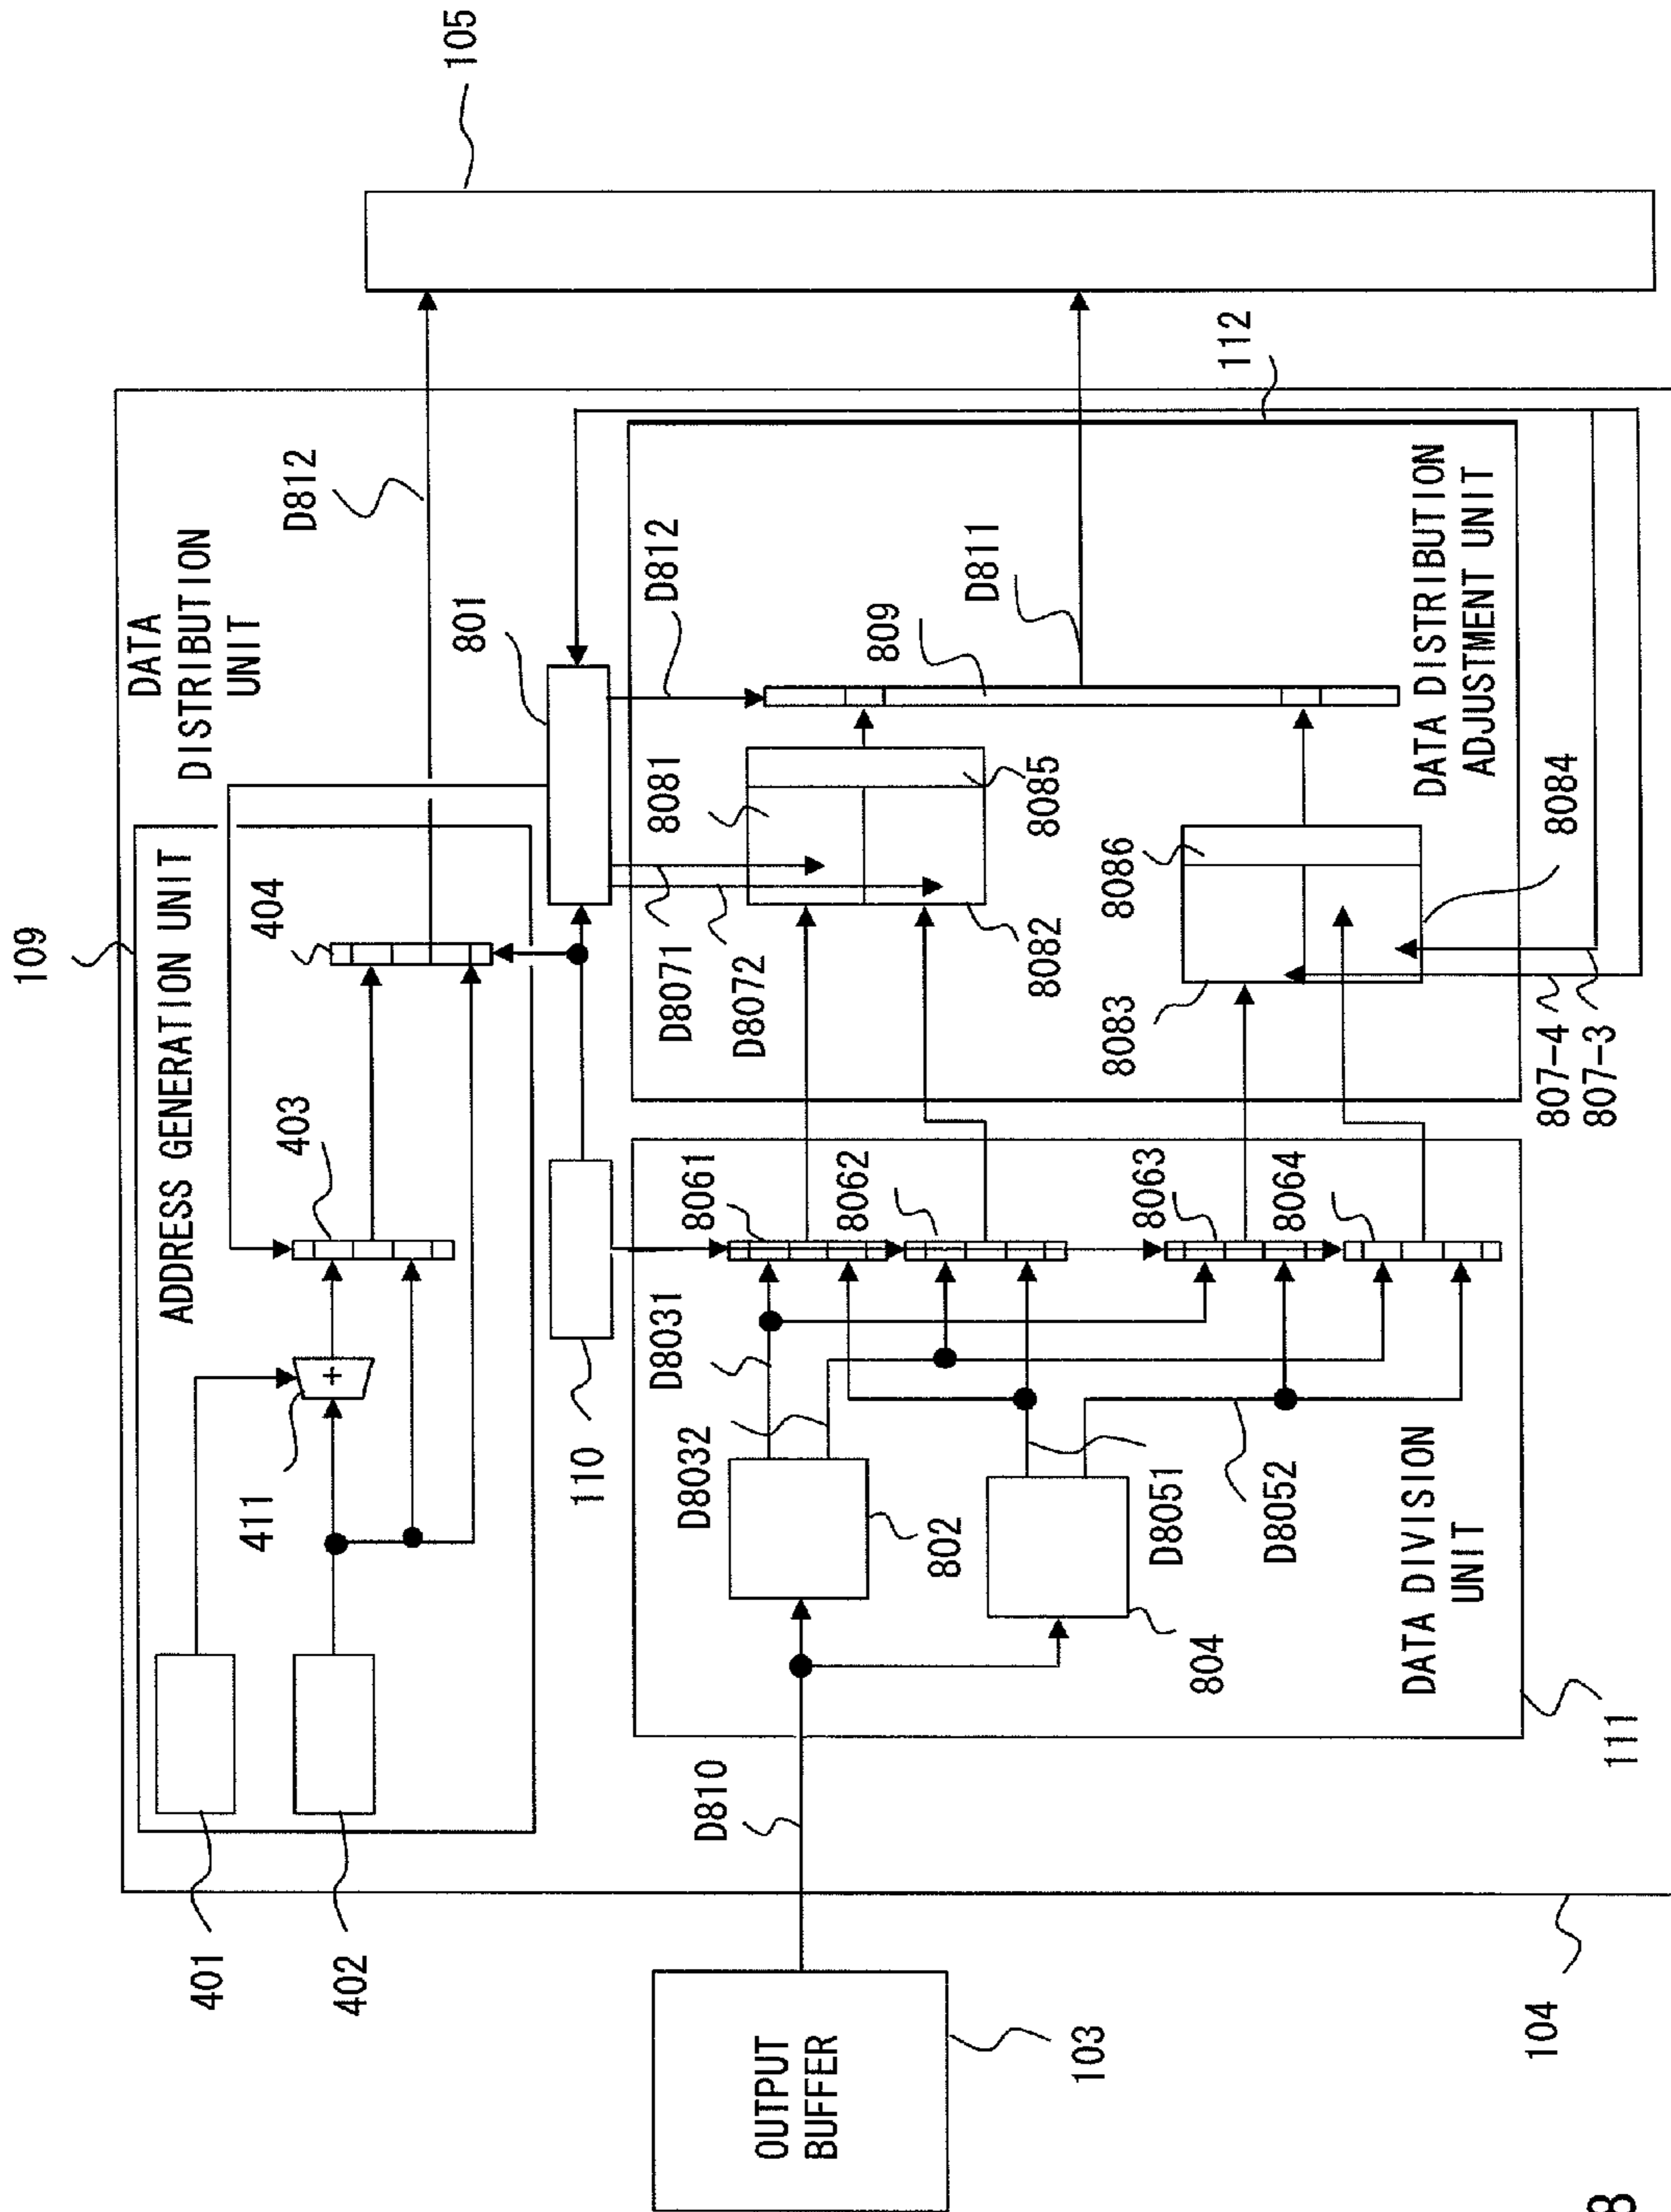 109
DATA
DISTRIBUTION
UNIT
105
ADDRESS GENERATION UNIT
404
D812
403
801
D812
401
402
411
110
D8071
D8072
8081
809
D811
112
8085
8082
8061
8062
8063
8064
8083
8086
8084
DATA DISTRIBUTION
ADJUSTMENT UNIT
807-4
807-3
D8031
D8032
802
D8051
D8052
804
DATA DIVISION
UNIT
111
D810
OUTPUT
BUFFER
103
104
+
8